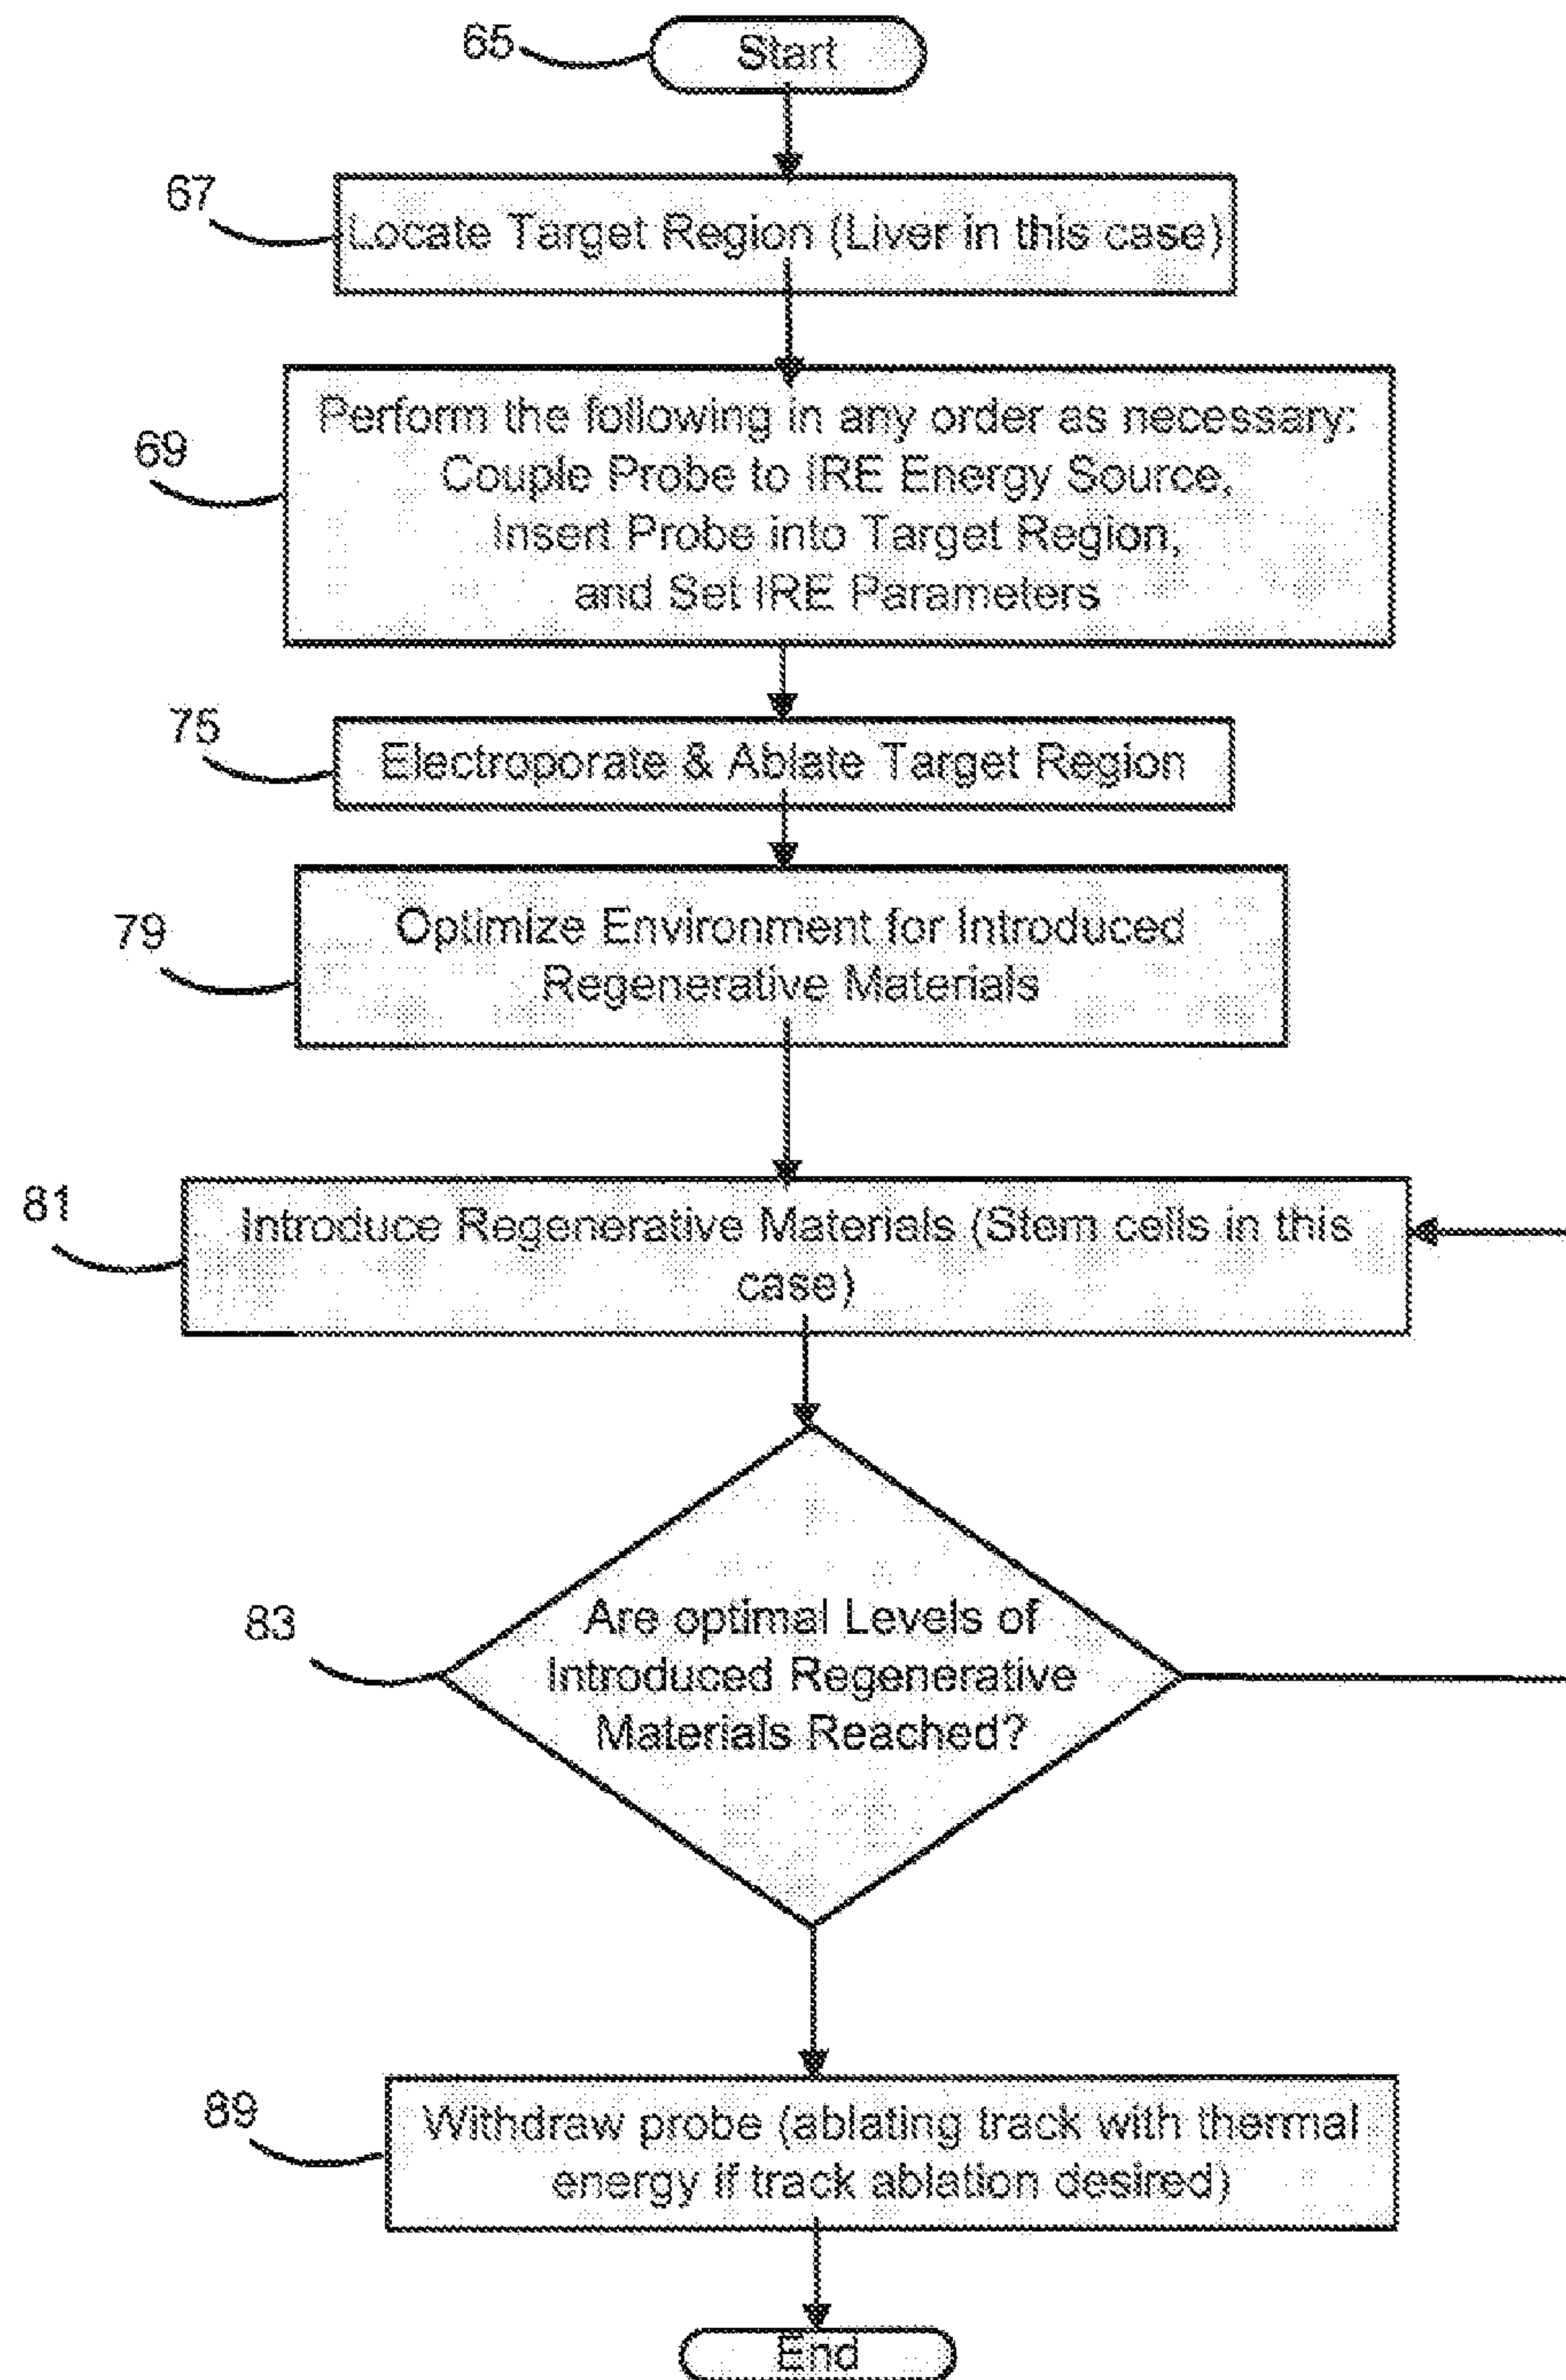 65
Start
67
Locate Target Region (Liver in this case)
69
Perform the following in any order as necessary:
Couple Probe to IRE Energy Source,
Insert Probe into Target Region,
and Set IRE Parameters
75
Electroporate & Ablate Target Region
79
Optimize Environment for Introduced
Regenerative Materials
81
Introduce Regenerative Materials (Stem cells in this
case)
83
Are optimal Levels of
Introduced Regenerative
Materials Reached?
89
Withdraw probe (ablating track with thermal
energy if track ablation desired)
End